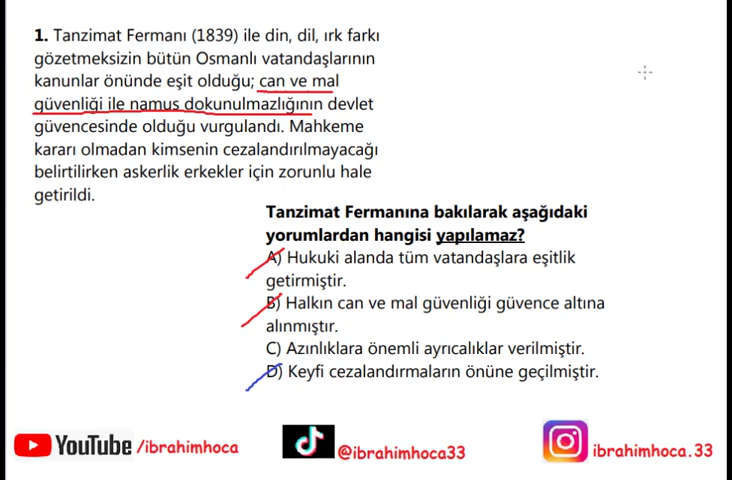 1. Tanzimat Fermanı (1839) ile din, dil, ırk farkı
gözetmeksizin bütün Osmanlı vatandaşlarının
kanunlar önünde eşit olduğu; can ve mal
güvenliği ile namus dokunulmazlığının devlet
güvencesinde olduğu vurgulandı. Mahkeme
kararı olmadan kimsenin cezalandırılmayacağı
belirtilirken askerlik erkekler için zorunlu hale
getirildi.
Tanzimat Fermanına bakılarak aşağıdaki
yorumlardan hangisi yapılamaz?
A) Hukuki alanda tüm vatandaşlara eşitlik
getirmiştir.
B) Halkın can ve mal güvenliği güvence altına
alınmıştır.
C) Azınlıklara önemli ayrıcalıklar verilmiştir.
D) Keyfi cezalandırmaların önüne geçilmiştir.
YouTube /ibrahimhoca
@ibrahimhoca33
ibrahimhoca.33